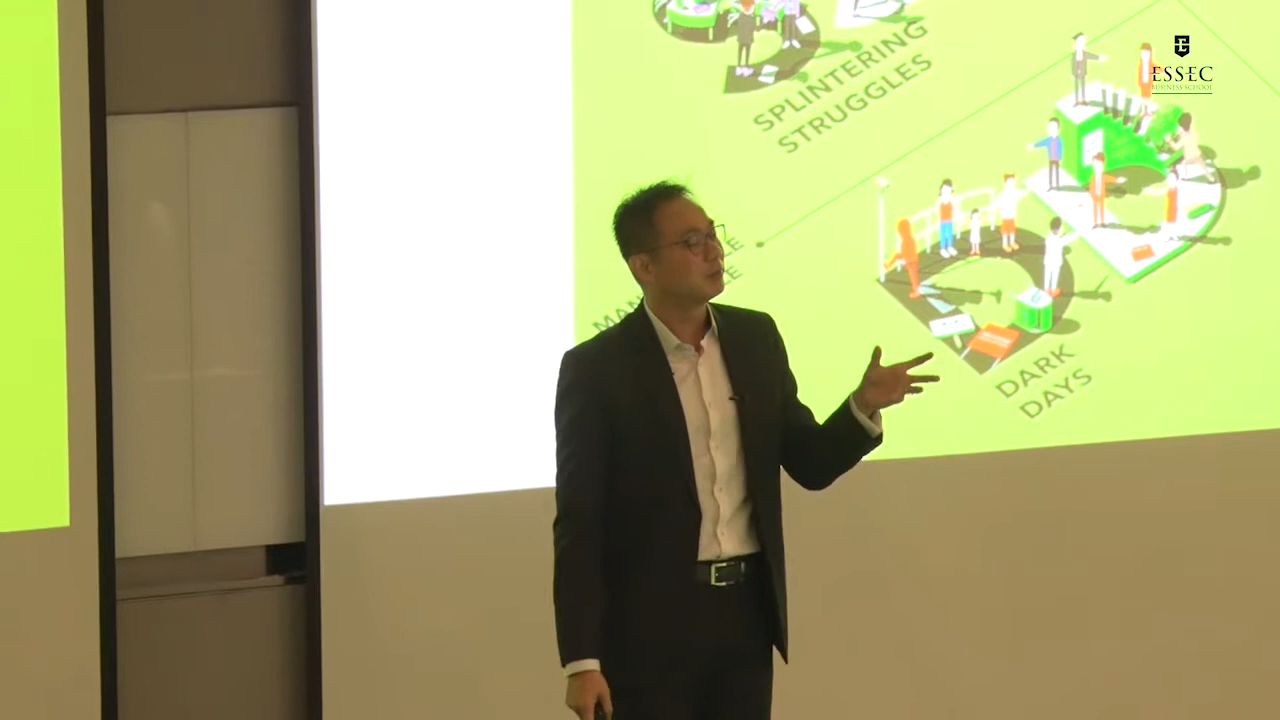 SPLINTERING
STRUGGLES
ESSEC
BUSINESS SCHOOL
DARK
DAYS